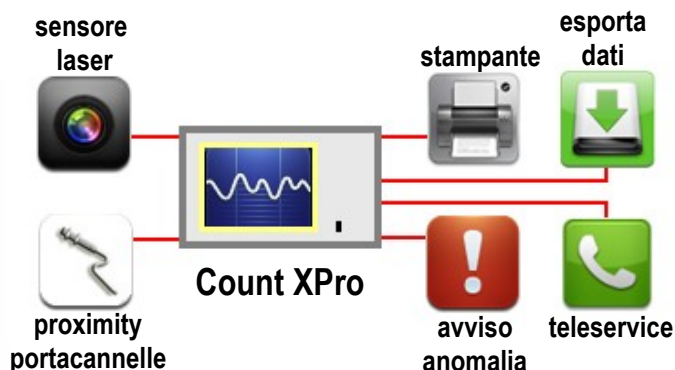 sensore
laser
stampante
esporta
dati
Count XPro
proximity
portacannelle
avviso
anomalia
teleservice